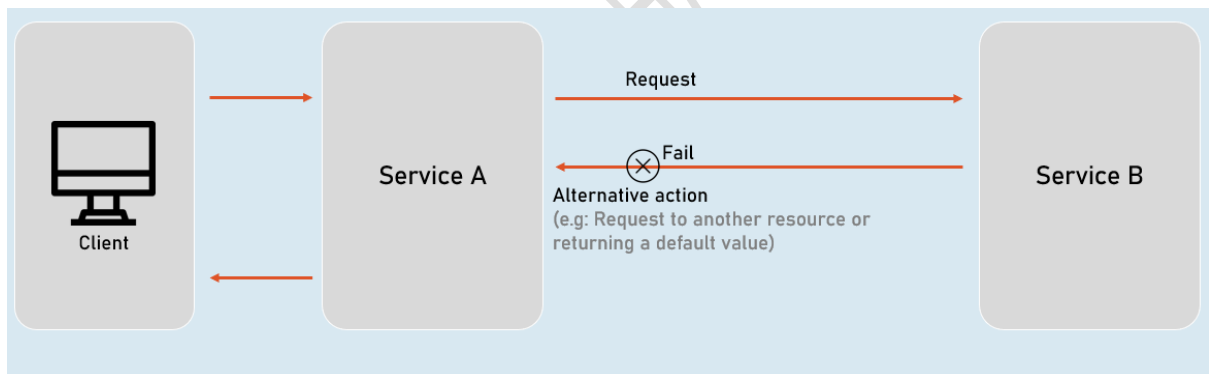 Request
Fail
Service A
Service B
Alternative action
(e.g: Request to another resource or
returning a default value)
Client